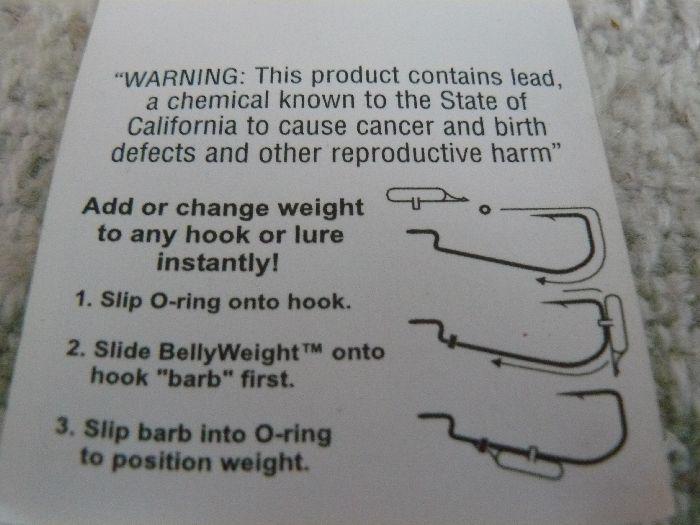 "WARNING: This product contains lead,
a chemical known to the State of
California to cause cancer and birth
defects and other reproductive harm"
Add or change weight
to any hook or lure
instantly!
1. Slip O-ring onto hook.
2. Slide BellyWeight™ onto
hook "barb" first.
3. Slip barb into O-ring
to position weight.